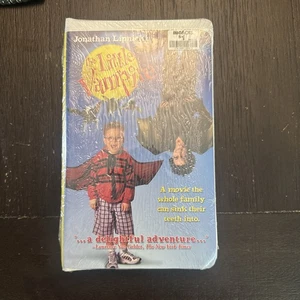 Jonathan Lipnicki
The Little
Vampire
A movie the
whole family
can sink their
teeth into.
"...a delightful adventure..."